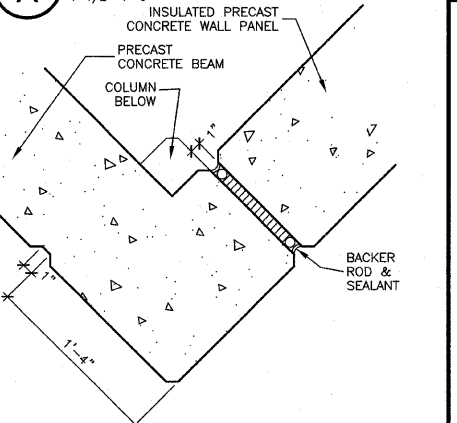 A
INSULATED PRECAST
CONCRETE WALL PANEL
PRECAST
CONCRETE BEAM
COLUMN
BELOW
1"
BACKER
ROD &
SEALANT
1"
1'-4"